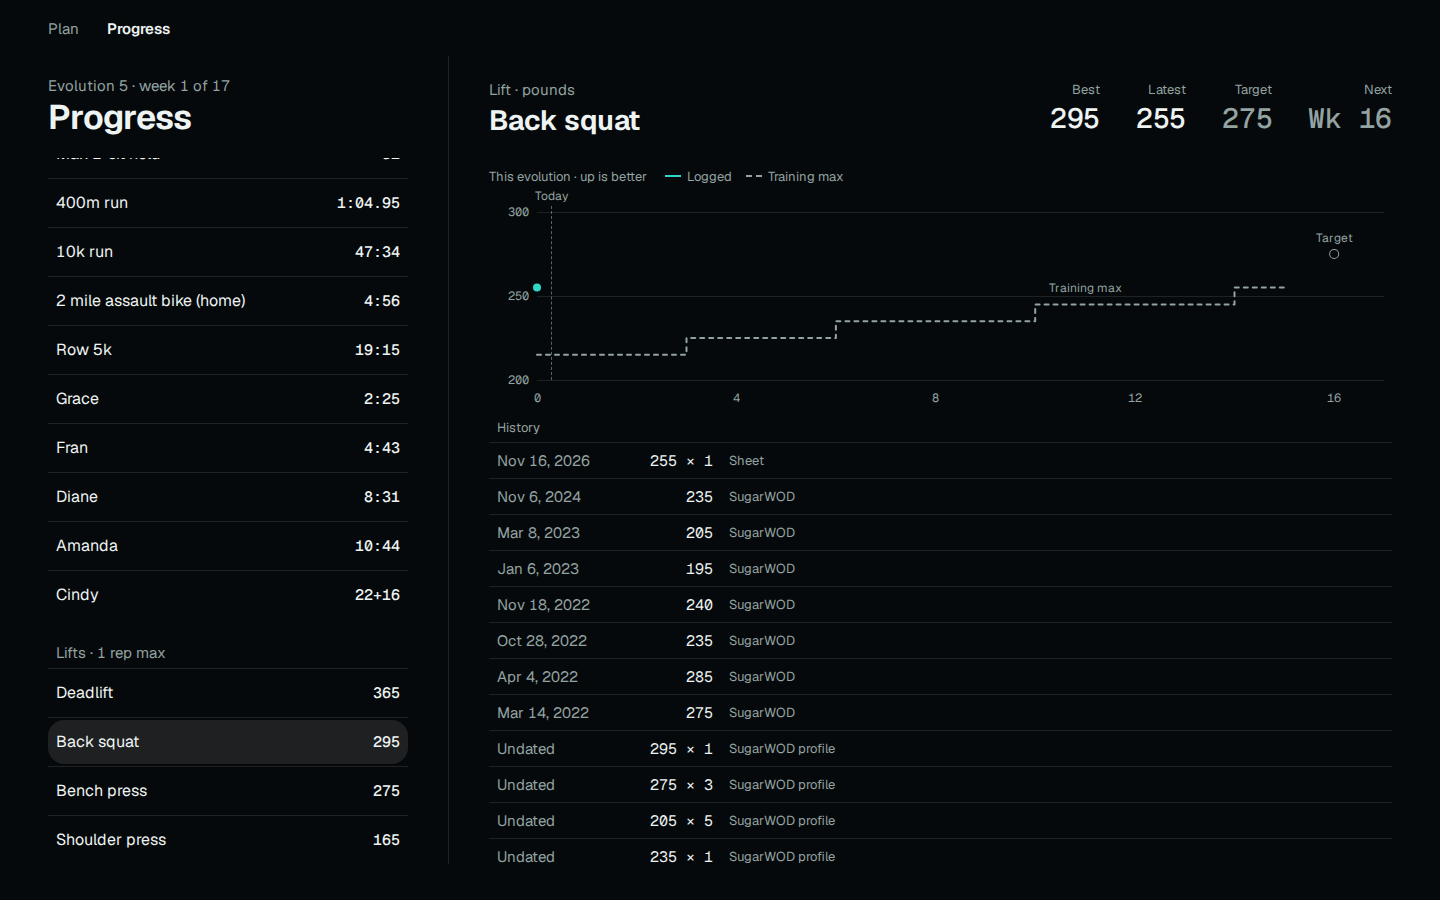 Plan Progress
Evolution 5 · week 1 of 17
Progress
400m run 1:04.95
10k run 47:34
2 mile assault bike (home) 4:56
Row 5k 19:15
Grace 2:25
Fran 4:43
Diane 8:31
Amanda 10:44
Cindy 22+16
Lifts · 1 rep max
Deadlift 365
Back squat 295
Bench press 275
Shoulder press 165
Lift · pounds
Back squat
Best Latest Target Next
295 255 275 Wk 16
This evolution · up is better Logged Training max
Today
300
Target
Training max
250
200
0 4 8 12 16
History
Nov 16, 2026 255 × 1 Sheet
Nov 6, 2024 235 SugarWOD
Mar 8, 2023 205 SugarWOD
Jan 6, 2023 195 SugarWOD
Nov 18, 2022 240 SugarWOD
Oct 28, 2022 235 SugarWOD
Apr 4, 2022 285 SugarWOD
Mar 14, 2022 275 SugarWOD
Undated 295 × 1 SugarWOD profile
Undated 275 × 3 SugarWOD profile
Undated 205 × 5 SugarWOD profile
Undated 235 × 1 SugarWOD profile